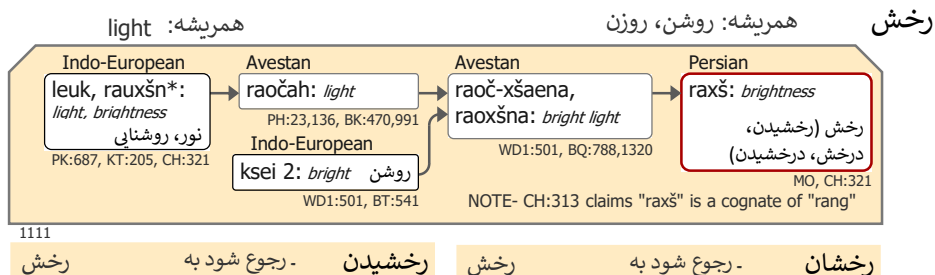 رخش
همریشه: روشن، روزن
همریشه: light
Indo-European
leuk, rauxšn*:
light, brightness
نور، روشنایی
PK:687, KT:205, CH:321
Avestan
raočah: light
PH:23,136, BK:470,991
Indo-European
ksei 2: bright روشن
WD1:501, BT:541
Avestan
raoč-xšaena,
raoxšna: bright light
WD1:501, BQ:788,1320
Persian
raxš: brightness
رخش (رخشیدن،
درخش، درخشیدن)
MO, CH:321
NOTE- CH:313 claims "raxš" is a cognate of "rang"
1111
رخشان - رجوع شود به رخش
رخشیدن - رجوع شود به رخش